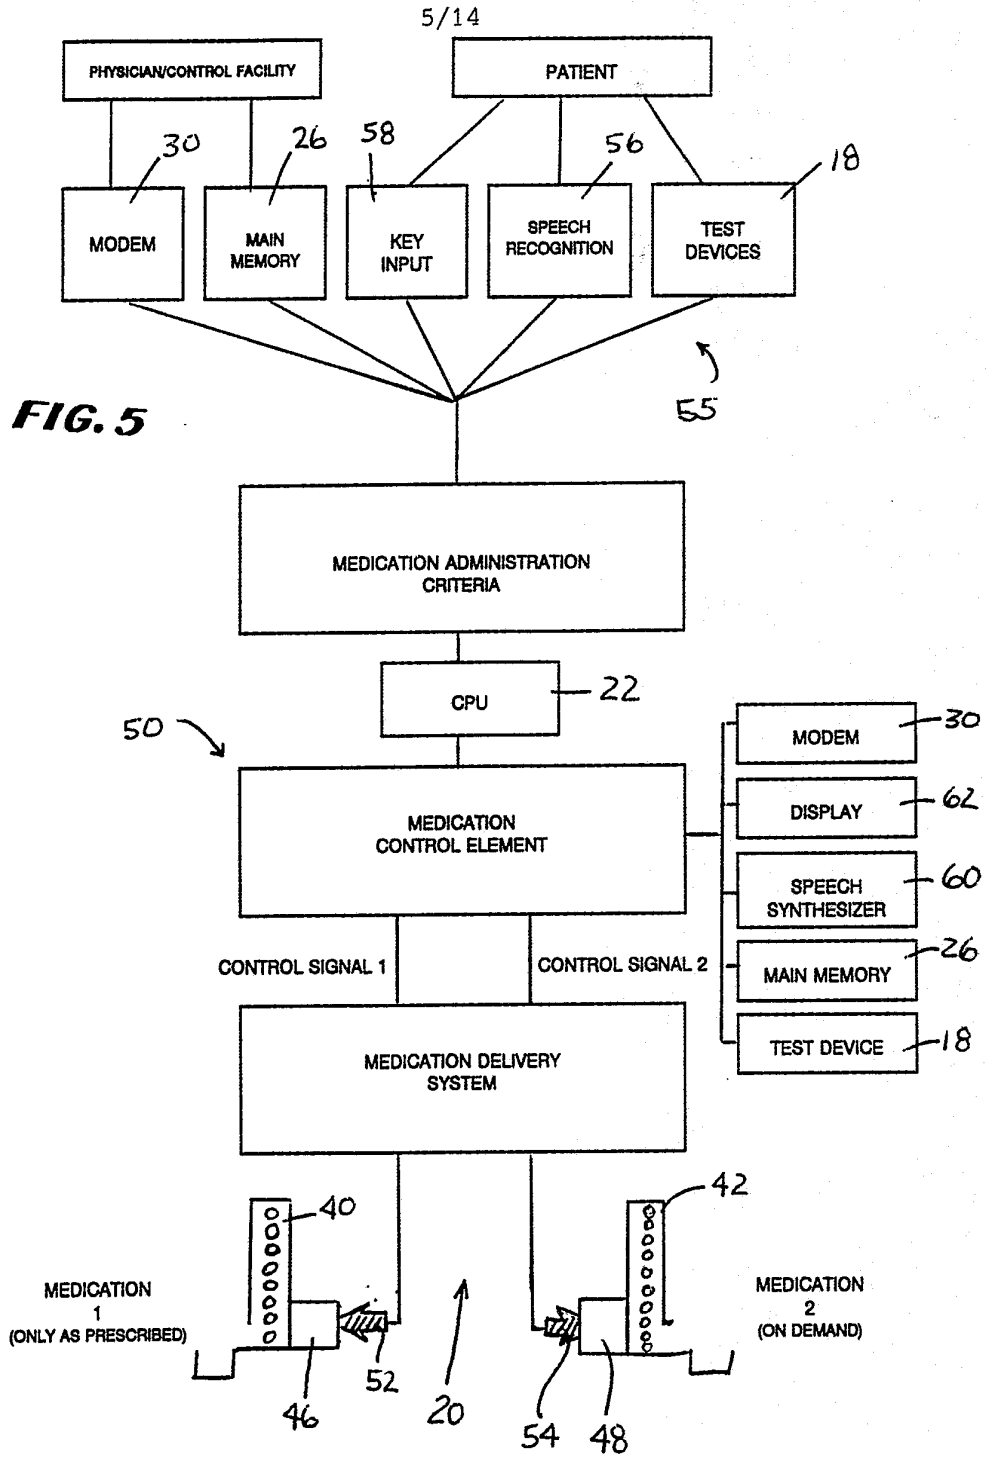 5/14
PHYSICIAN/CONTROL FACILITY
PATIENT
30
26
58
56
18
MODEM
MAIN
MEMORY
KEY
INPUT
SPEECH
RECOGNITION
TEST
DEVICES
55
FIG. 5
MEDICATION ADMINISTRATION
CRITERIA
CPU
22
50
MEDICATION
CONTROL ELEMENT
MODEM
30
DISPLAY
62
SPEECH
SYNTHESIZER
60
MAIN MEMORY
26
TEST DEVICE
18
CONTROL SIGNAL 1
CONTROL SIGNAL 2
MEDICATION DELIVERY
SYSTEM
40
42
MEDICATION
1
(ONLY AS PRESCRIBED)
MEDICATION
2
(ON DEMAND)
46
52
20
54
48